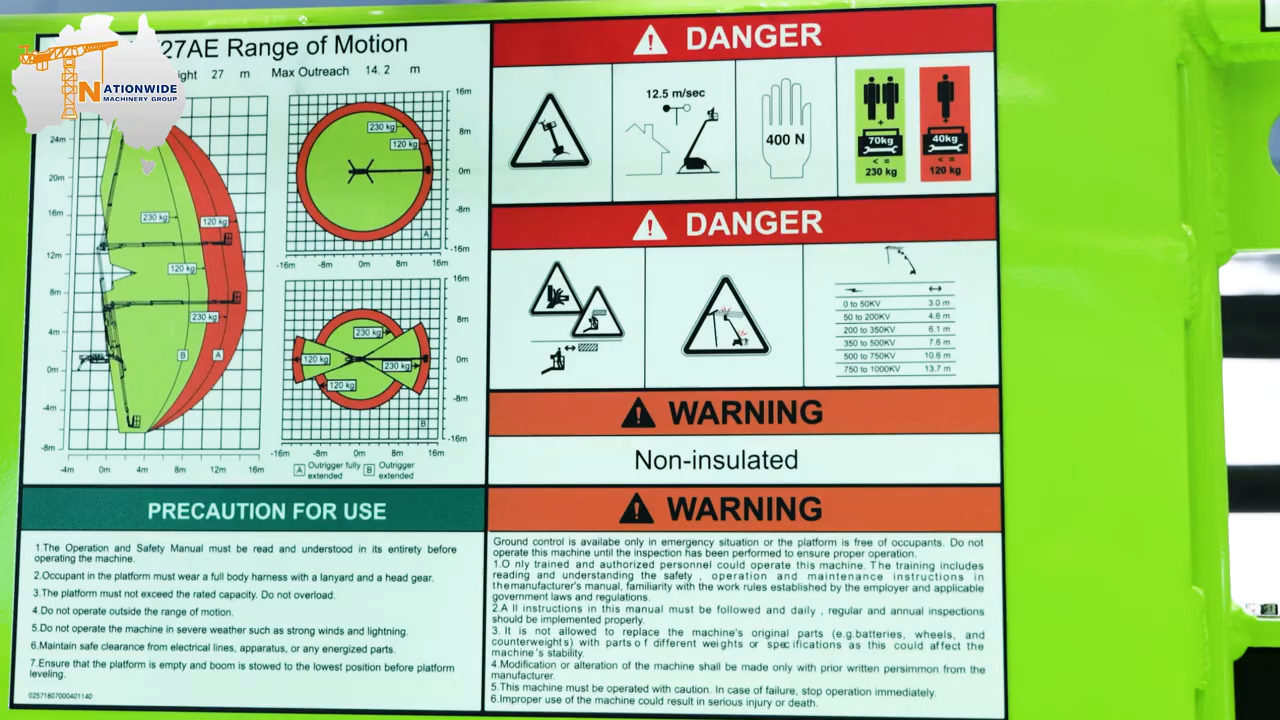 NATIONWIDE
MACHINERY GROUP
27AE Range of Motion
ight 27 m Max Outreach 14.2 m
24m
20m
16m
12m
8m
4m
0m
-4m
-8m
-4m 0m 4m 8m 12m 16m
230 kg
120 kg
120 kg
230 kg
B
A
16m
8m
0m
-8m
-16m
230 kg
120 kg
A
-16m -8m 0m 8m 16m
16m
8m
0m
-8m
-16m
230 kg
120 kg
230 kg
120 kg
B
-16m -8m 0m 8m 16m
A Outrigger fully extended B Outrigger extended
DANGER
12.5 m/sec
400 N
+
70kg
< =
230 kg
+
40kg
< =
120 kg
DANGER
0 to 50KV 3.0 m
50 to 200KV 4.6 m
200 to 350KV 6.1 m
350 to 500KV 7.6 m
500 to 750KV 10.6 m
750 to 1000KV 13.7 m
WARNING
Non-insulated
PRECAUTION FOR USE
1.The Operation and Safety Manual must be read and understood in its entirety before
operating the machine.
2.Occupant in the platform must wear a full body harness with a lanyard and a head gear.
3.The platform must not exceed the rated capacity. Do not overload.
4.Do not operate outside the range of motion.
5.Do not operate the machine in severe weather such as strong winds and lightning.
6.Maintain safe clearance from electrical lines, apparatus, or any energized parts.
7.Ensure that the platform is empty and boom is stowed to the lowest position before platform
leveling.
02571807000401140
WARNING
Ground control is availabe only in emergency situation or the platform is free of occupants. Do not
operate this machine until the inspection has been performed to ensure proper operation.
1.O nly trained and authorized personnel could operate this machine. The training includes
reading and understanding the safety , operation and maintenance instructions in
the manufacturer's manual, familiarity with the work rules established by the employer and applicable
government laws and regulations.
2.A ll instructions in this manual must be followed and daily , regular and annual inspections
should be implemented properly.
3. It is not allowed to replace the machine's original parts (e.g.batteries, wheels, and
counterweights) with parts o f different wei ghts or spec ifications as this could affect the
machine's stability.
4.Modification or alteration of the machine shall be made only with prior written persimmon from the
manufacturer.
5.This machine must be operated with caution. In case of failure, stop operation immediately.
6.Improper use of the machine could result in serious injury or death.